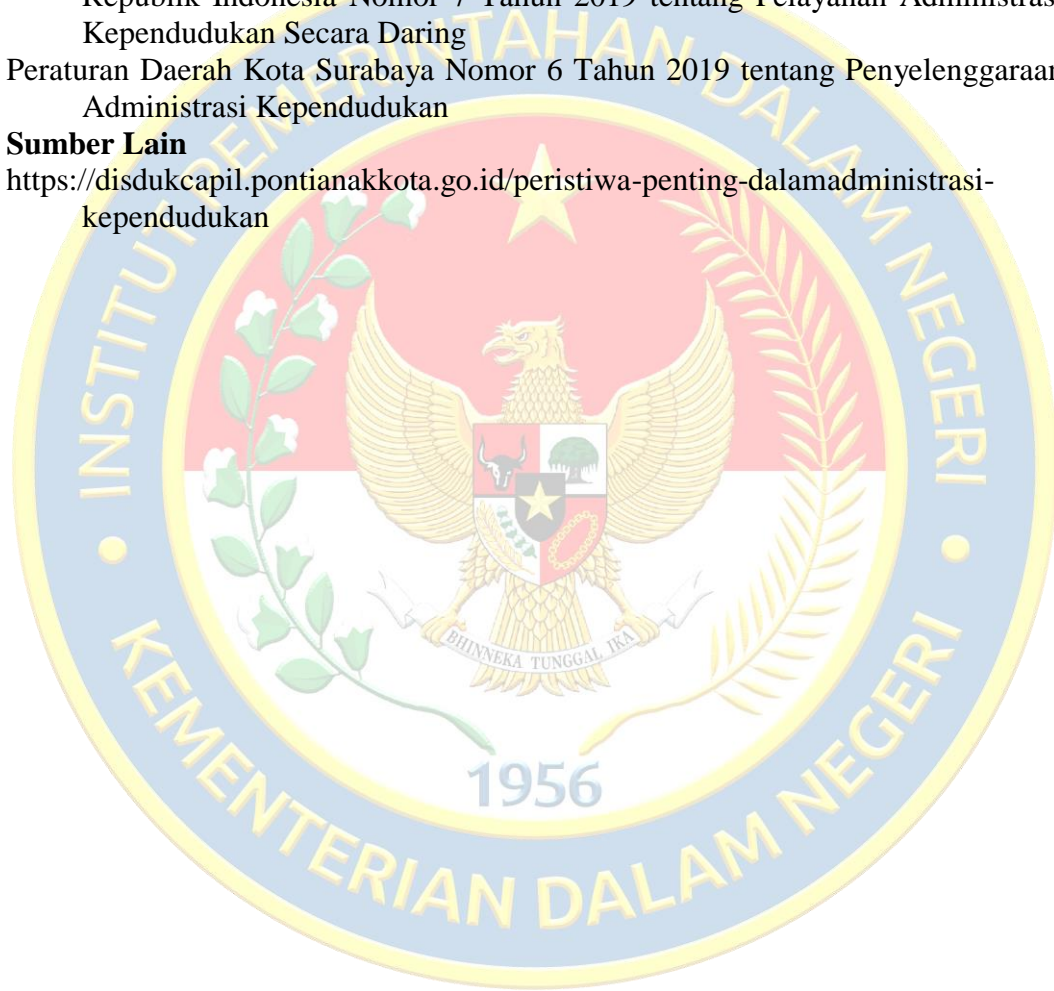 Republik Indonesia Nomor 7 Tahun 2019 tentang Pelayanan Administrasi
Kependudukan Secara Daring
Peraturan Daerah Kota Surabaya Nomor 6 Tahun 2019 tentang Penyelenggaraan
Administrasi Kependudukan
Sumber Lain
https://disdukcapil.pontianakkota.go.id/peristiwa-penting-dalamadministrasi-
kependudukan
INSTITUT PEMERINTAHAN DALAM NEGERI
BHINNEKA TUNGGAL IKA
1956
KEMENTERIAN DALAM NEGERI